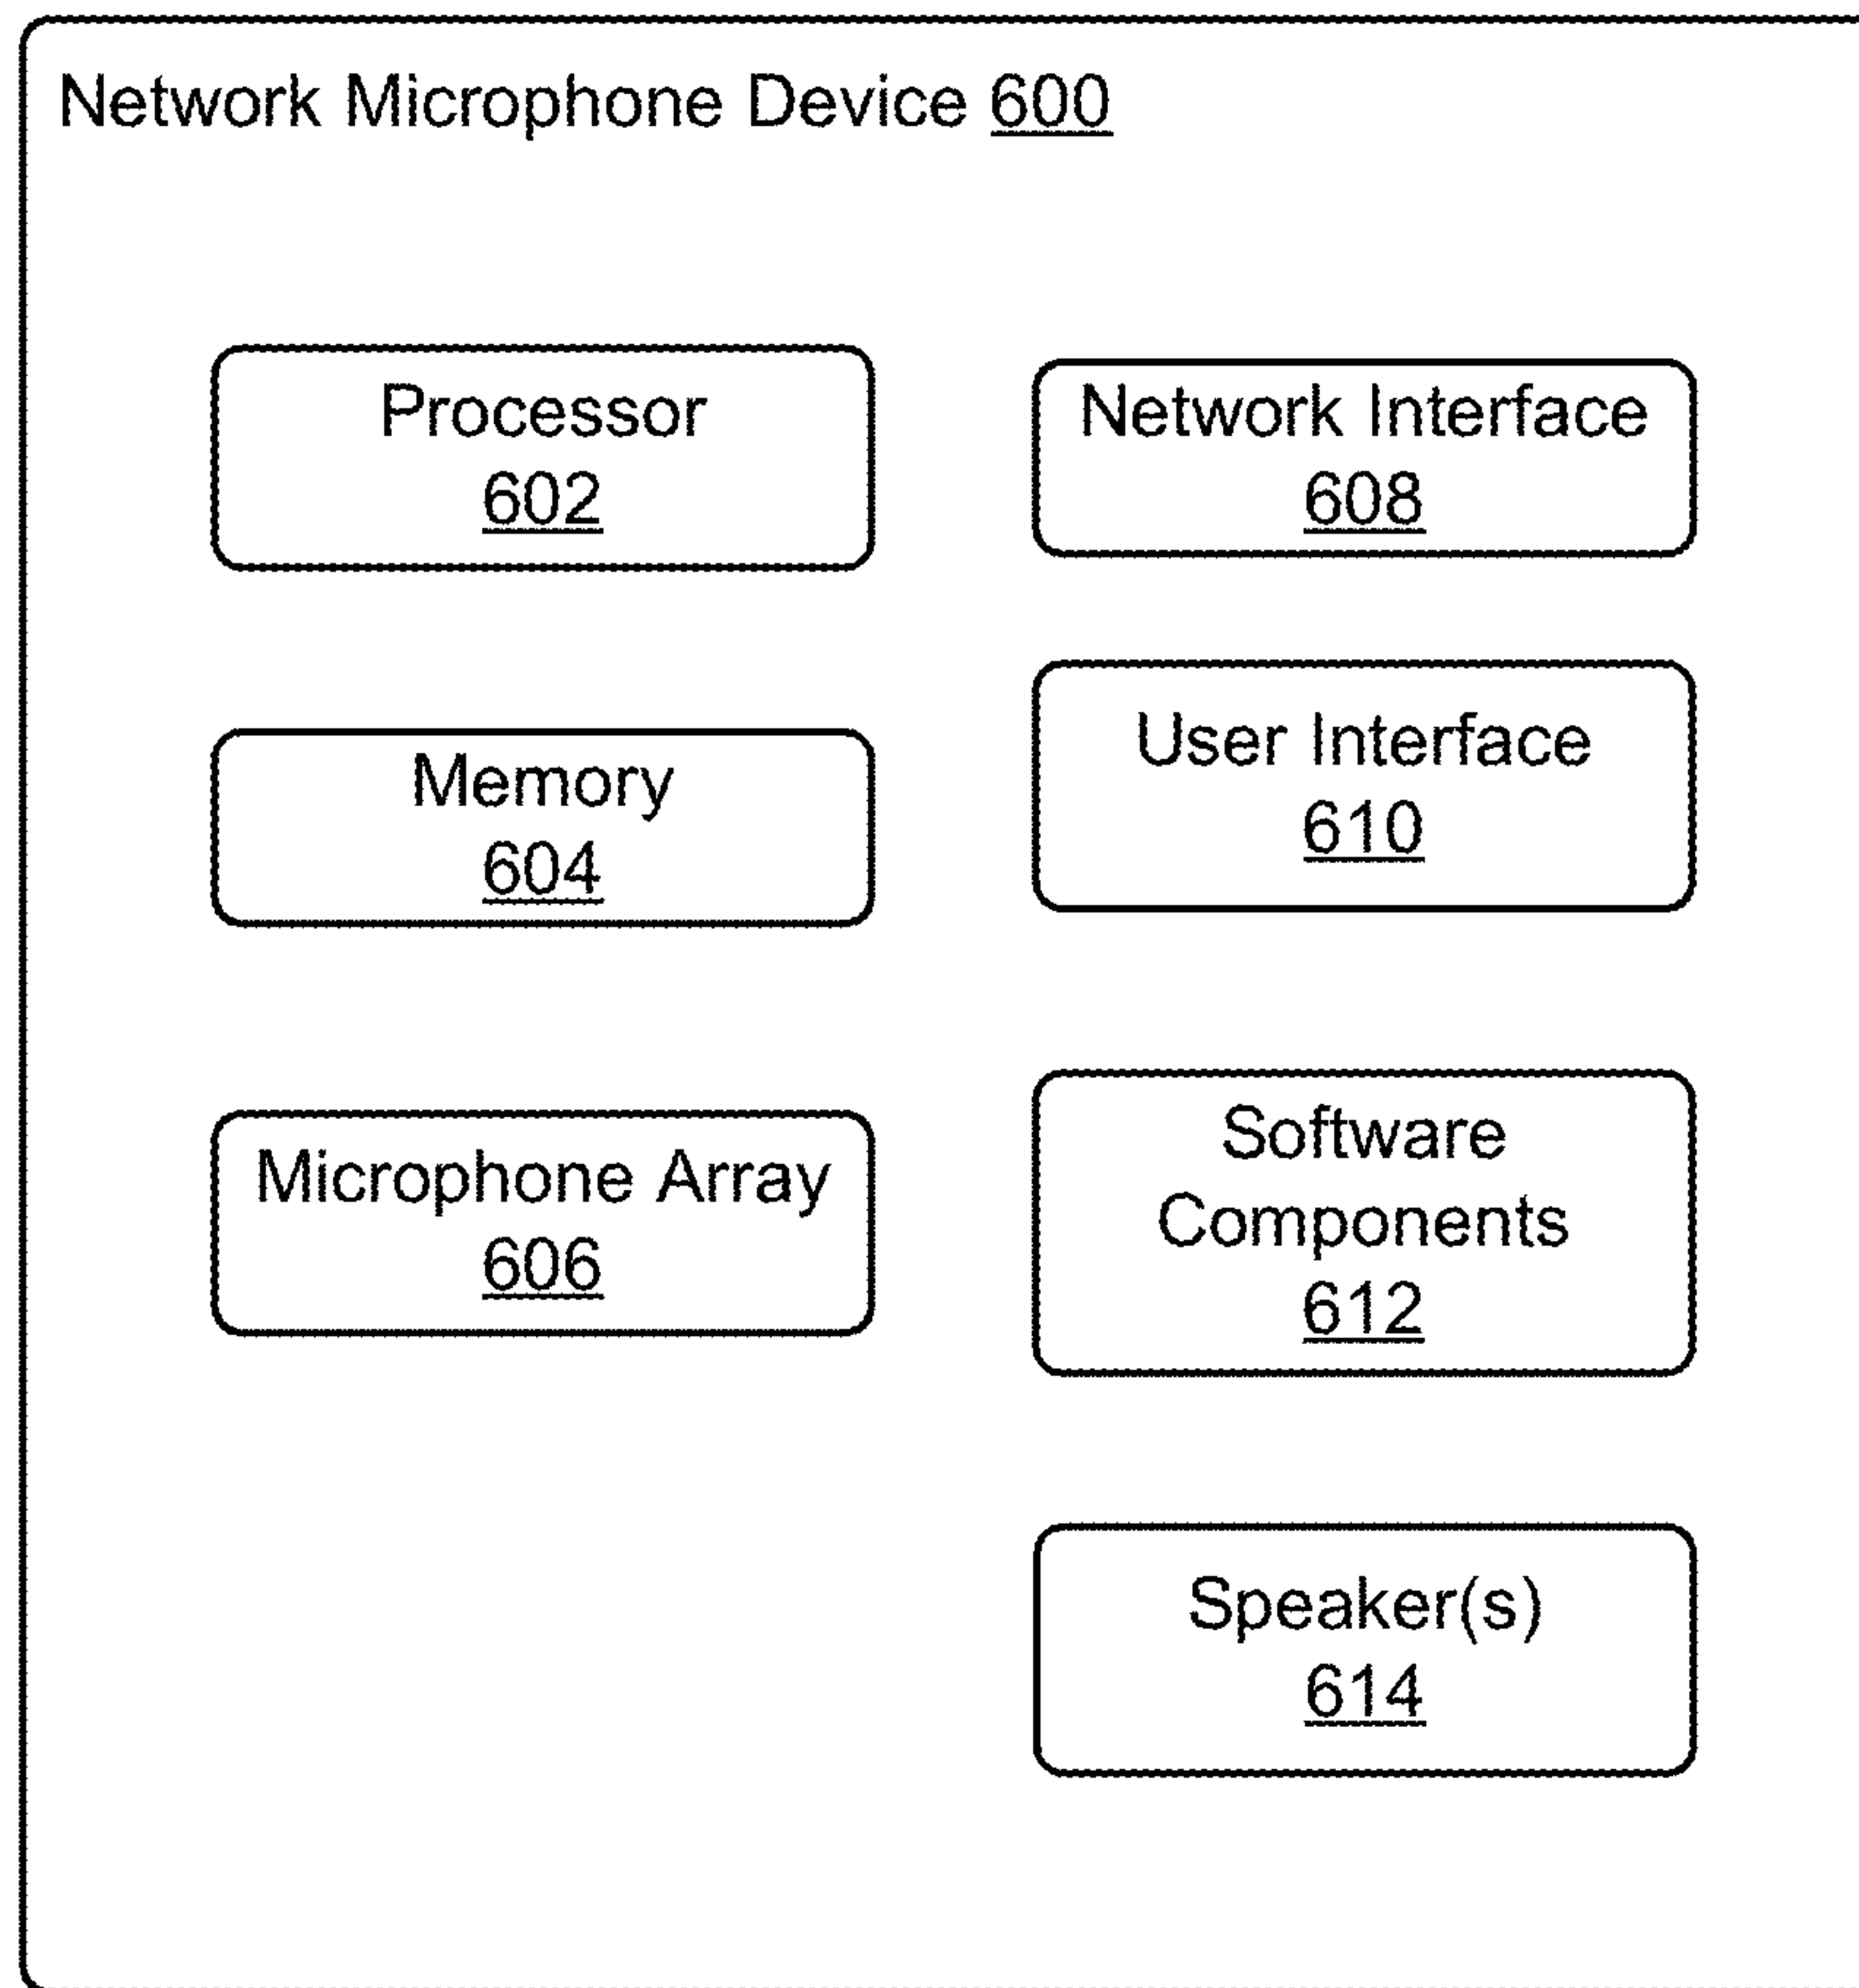 Network Microphone Device 600
Processor
602
Memory
604
Microphone Array
606
Network Interface
608
User Interface
610
Software
Components
612
Speaker(s)
614